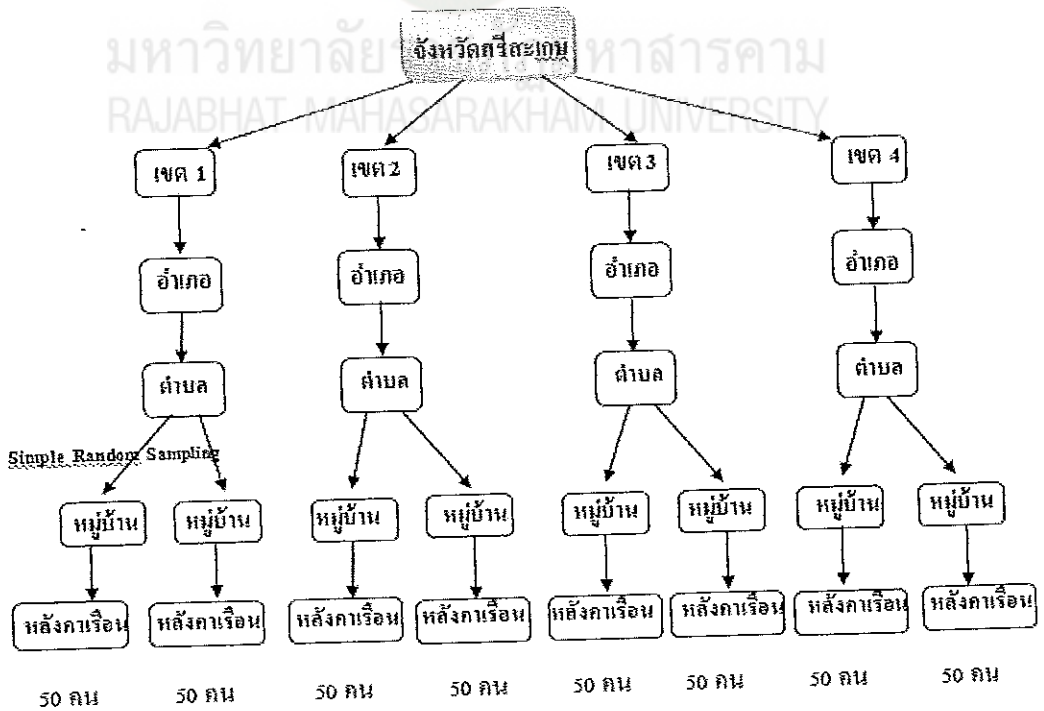 มหาวิทยาลัย หาสารคาม
จังหวัดศรีสะเกษ
RAJABHAT MAHASARAKHAM UNIVERSITY
เขต 1 เขต 2 เขต 3 เขต 4
อำเภอ อำเภอ อำเภอ อำเภอ
ตำบล ตำบล ตำบล ตำบล
Simple Random Sampling
หมู่บ้าน หมู่บ้าน หมู่บ้าน หมู่บ้าน หมู่บ้าน หมู่บ้าน หมู่บ้าน หมู่บ้าน
หลังคาเรือน หลังคาเรือน หลังคาเรือน หลังคาเรือน หลังคาเรือน หลังคาเรือน หลังคาเรือน หลังคาเรือน
50 คน 50 คน 50 คน 50 คน 50 คน 50 คน 50 คน 50 คน